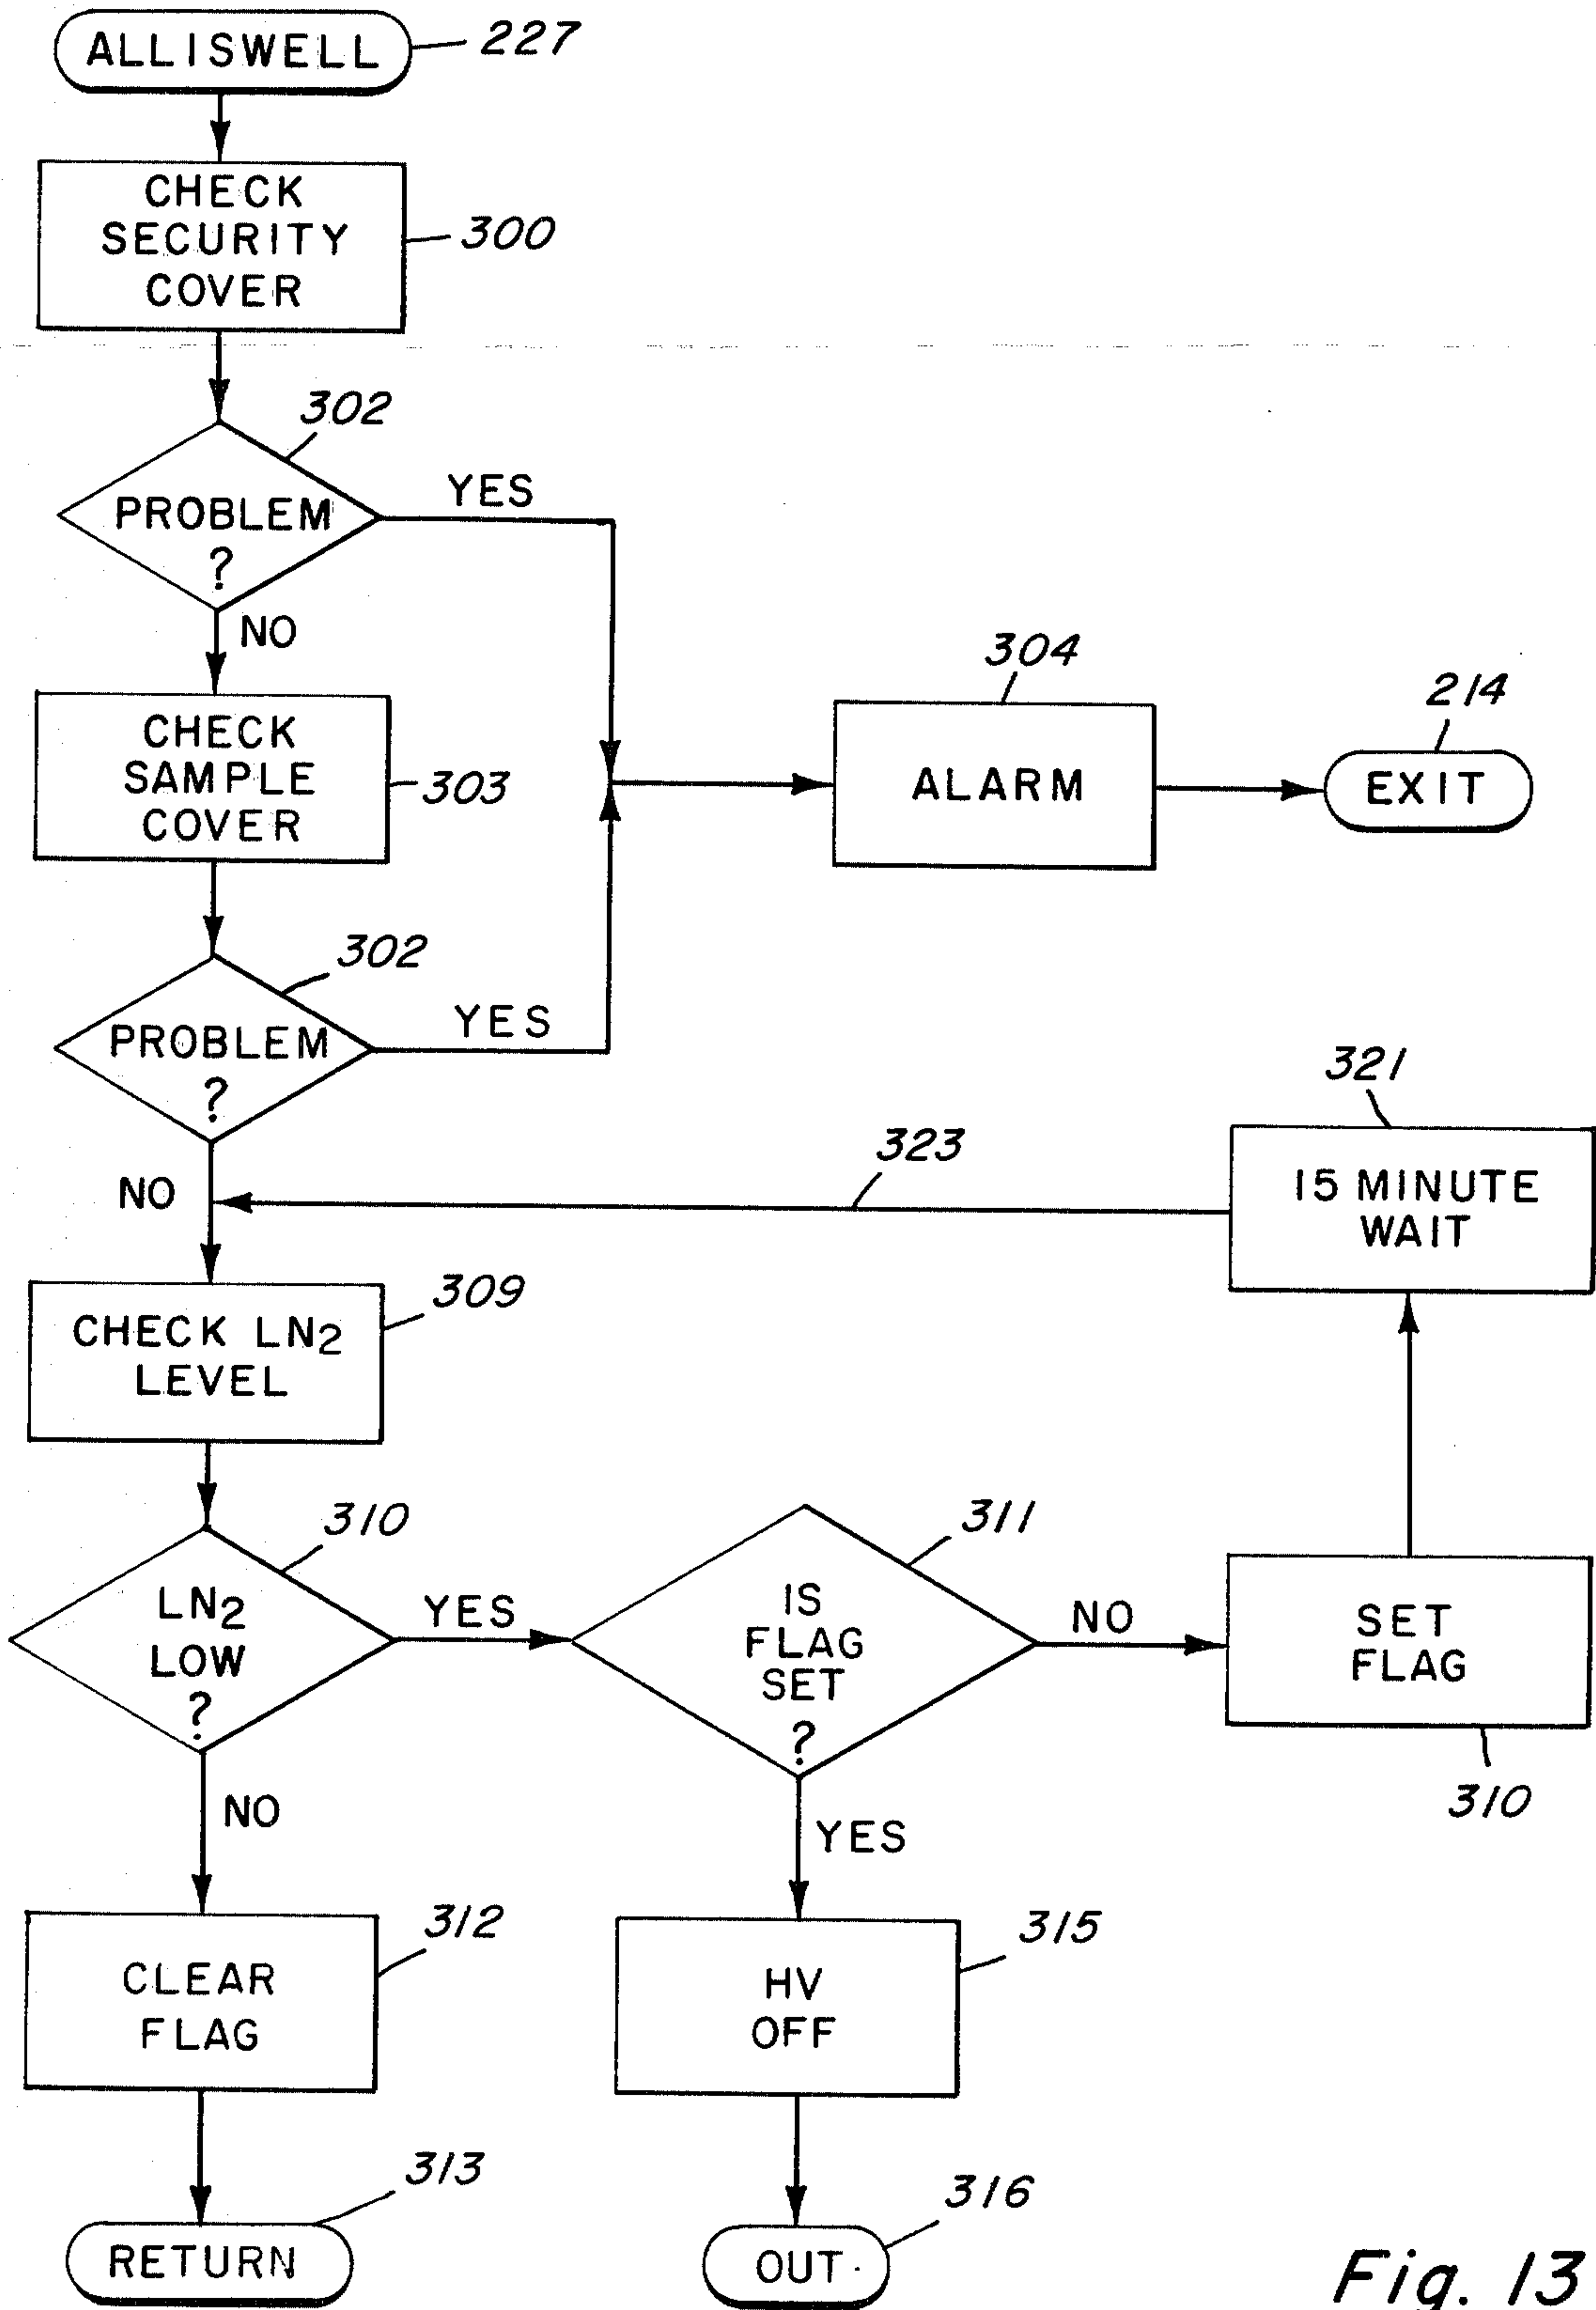 ALLISWELL
227
CHECK
SECURITY
COVER
300
302
PROBLEM
?
YES
NO
CHECK
SAMPLE
COVER
303
304
ALARM
214
EXIT
302
PROBLEM
?
YES
NO
323
321
15 MINUTE
WAIT
CHECK LN2
LEVEL
309
310
LN2
LOW
?
YES
311
IS
FLAG
SET
?
NO
SET
FLAG
310
NO
YES
CLEAR
FLAG
312
HV
OFF
315
313
RETURN
316
OUT
Fig. 13